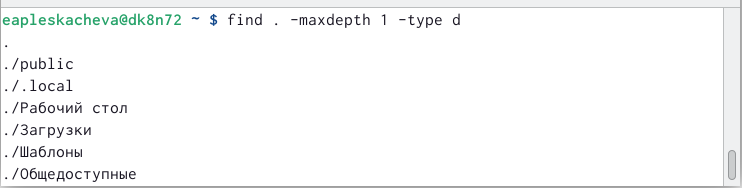 eapleskacheva@dk8n72 ~ $ find . -maxdepth 1 -type d
.
./public
./.local
./Рабочий стол
./Загрузки
./Шаблоны
./Общедоступные